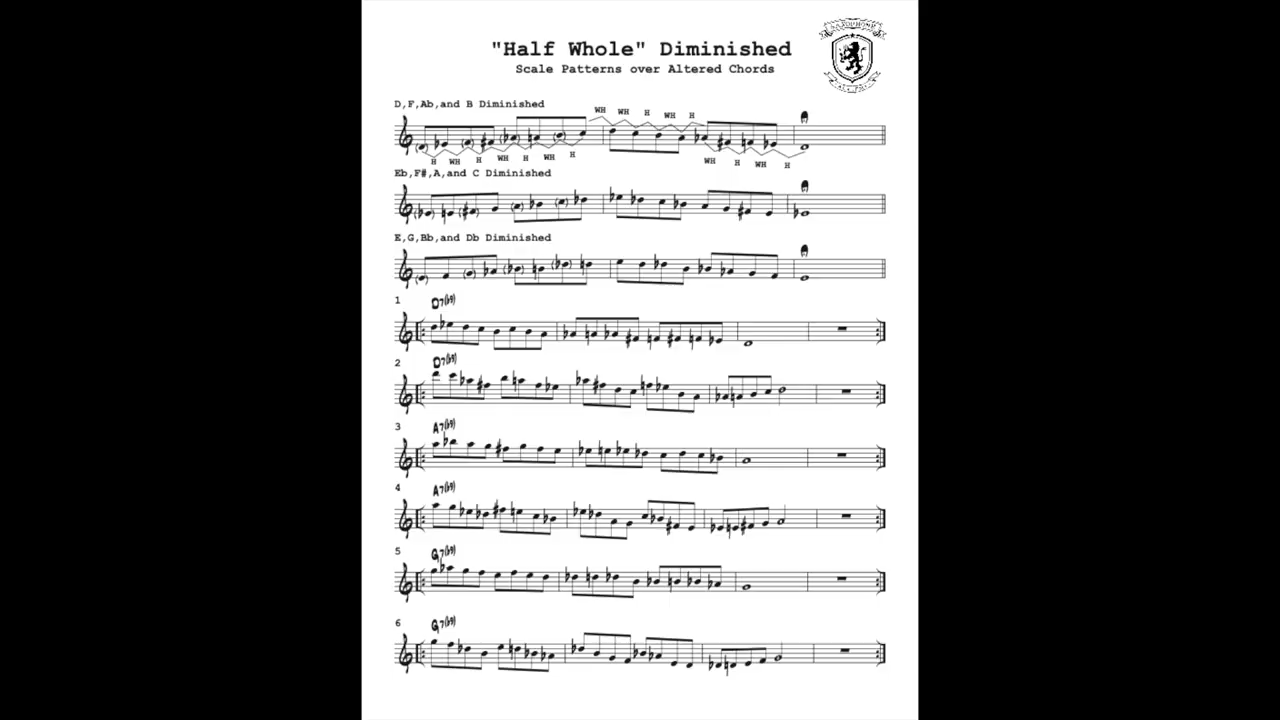 SAXOPHONE
"Half Whole" Diminished
Scale Patterns over Altered Chords
D,F,Ab,and B Diminished
WH WH H WH H
H WH H WH H WH H WH H WH H
Eb,F#,A,and C Diminished
E,G,Bb,and Db Diminished
1 D7(b9)
2 D7(b9)
3 A7(b9)
4 A7(b9)
5 G7(b9)
6 G7(b9)